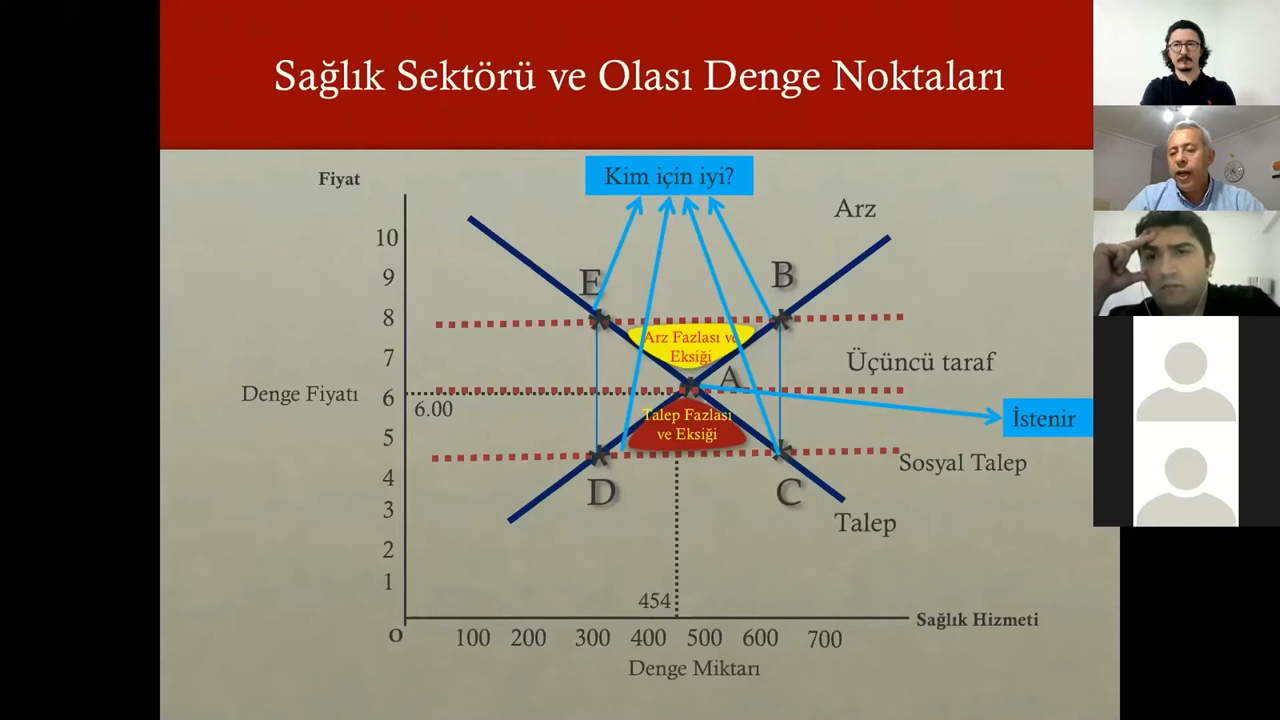 Sağlık Sektörü ve Olası Denge Noktaları
Kim için iyi?
Fiyat
Arz
10
9
8
7
6
5
4
3
2
1
E
B
Arz Fazlası ve
Eksiği
A
Üçüncü taraf
Denge Fiyatı
6.00
Talep Fazlası
ve Eksiği
İstenir
Sosyal Talep
D
C
Talep
454
O
100 200 300 400 500 600 700
Sağlık Hizmeti
Denge Miktarı